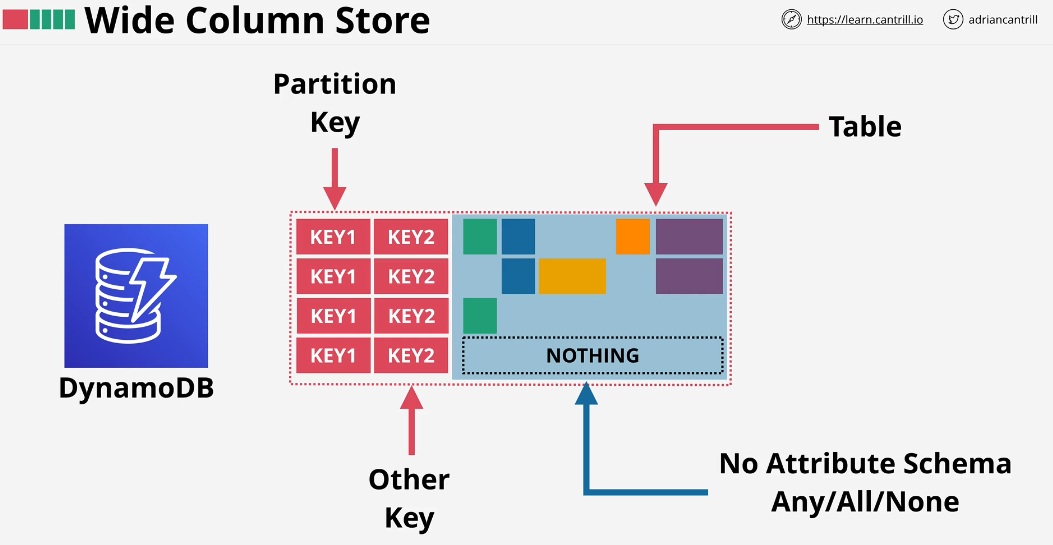 Wide Column Store
https://learn.cantrill.io
adriancantrill
Partition
Key
Table
KEY1 KEY2
KEY1 KEY2
KEY1 KEY2
KEY1 KEY2 NOTHING
DynamoDB
Other
Key
No Attribute Schema
Any/All/None